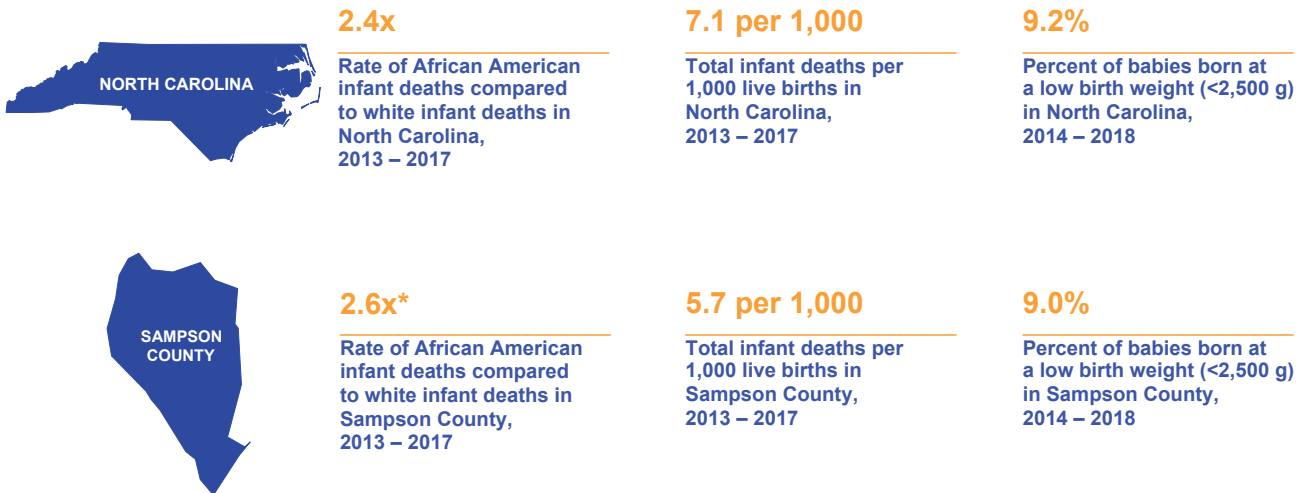 NORTH CAROLINA
2.4x
Rate of African American
infant deaths compared
to white infant deaths in
North Carolina,
2013 – 2017
7.1 per 1,000
Total infant deaths per
1,000 live births in
North Carolina,
2013 – 2017
9.2%
Percent of babies born at
a low birth weight (<2,500 g)
in North Carolina,
2014 – 2018
SAMPSON
COUNTY
2.6x*
Rate of African American
infant deaths compared
to white infant deaths in
Sampson County,
2013 – 2017
5.7 per 1,000
Total infant deaths per
1,000 live births in
Sampson County,
2013 – 2017
9.0%
Percent of babies born at
a low birth weight (<2,500 g)
in Sampson County,
2014 – 2018